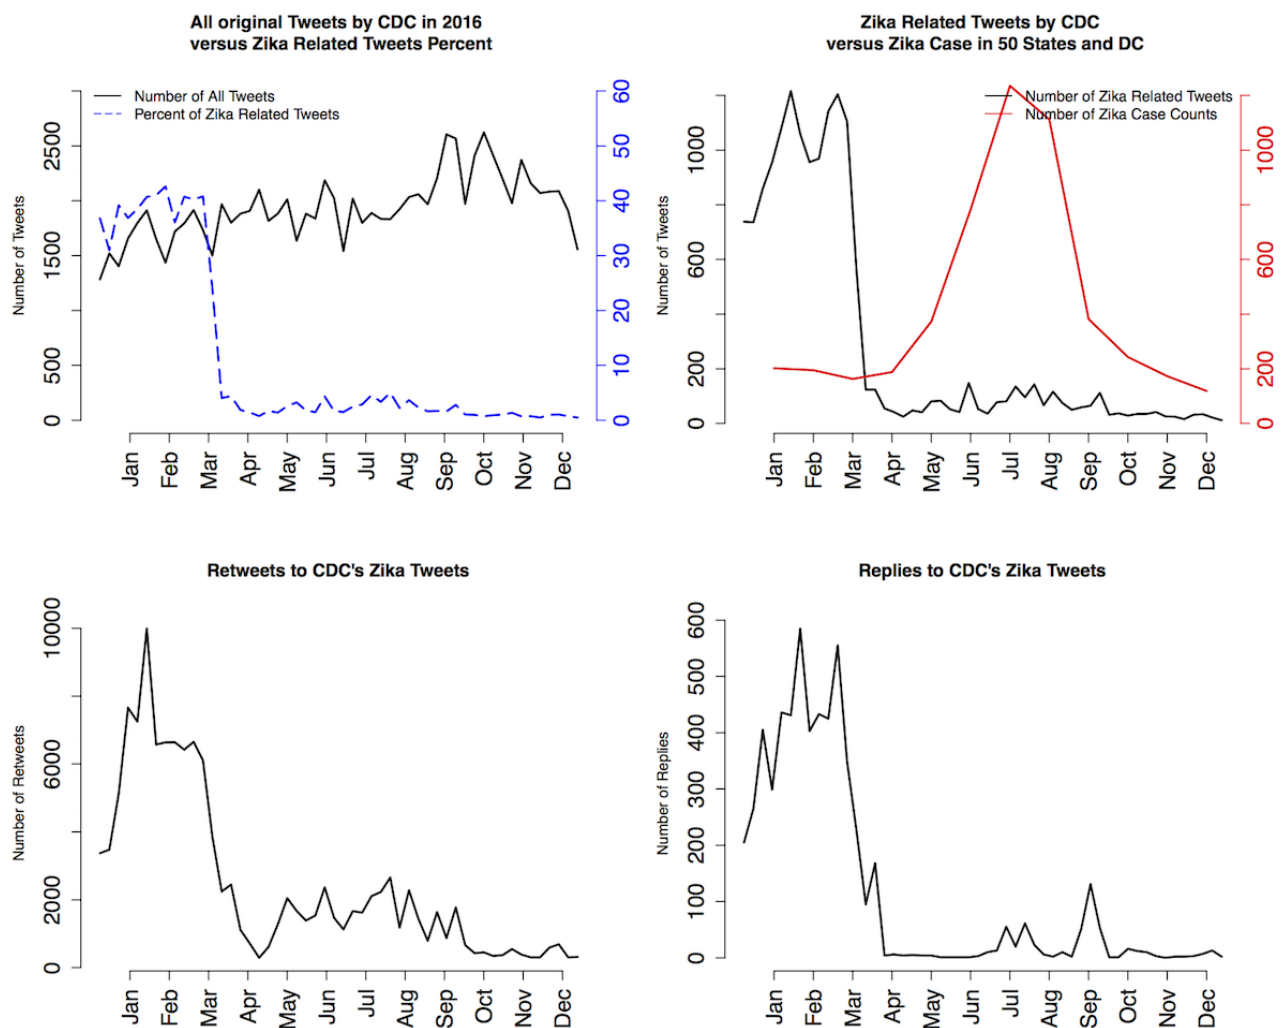 All original Tweets by CDC in 2016
versus Zika Related Tweets Percent
Number of All Tweets
Percent of Zika Related Tweets
Number of Tweets
0
500
1500
2500
0
10
20
30
40
50
60
Jan
Feb
Mar
Apr
May
Jun
Jul
Aug
Sep
Oct
Nov
Dec
Zika Related Tweets by CDC
versus Zika Case in 50 States and DC
Number of Zika Related Tweets
Number of Zika Case Counts
Number of Tweets
0
200
600
1000
0
200
600
1000
Jan
Feb
Mar
Apr
May
Jun
Jul
Aug
Sep
Oct
Nov
Dec
Retweets to CDC's Zika Tweets
Number of Retweets
0
2000
6000
10000
Jan
Feb
Mar
Apr
May
Jun
Jul
Aug
Sep
Oct
Nov
Dec
Replies to CDC's Zika Tweets
Number of Replies
0
100
200
300
400
500
600
Jan
Feb
Mar
Apr
May
Jun
Jul
Aug
Sep
Oct
Nov
Dec